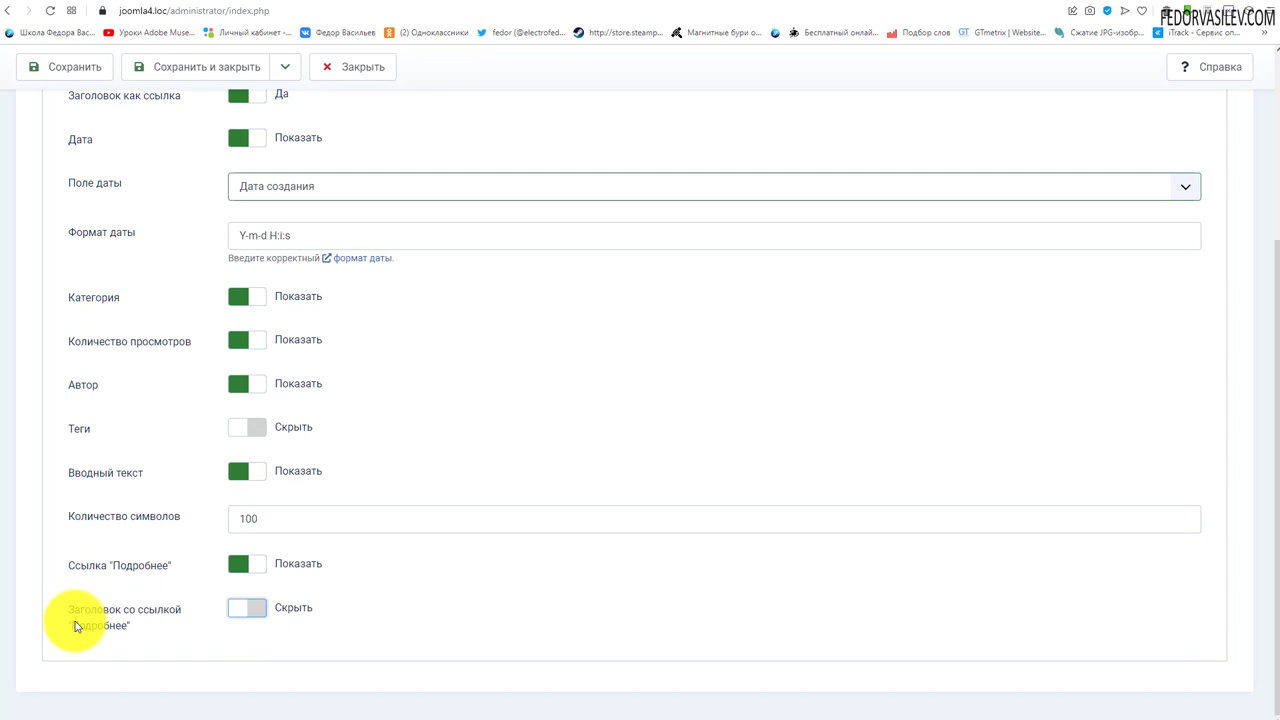 joomla4.loc/administrator/index.php
FEDORVASILEV.COM
Школа Федора Вас...
Уроки Adobe Muse...
Личный кабинет -...
Федор Васильев
(2) Одноклассники
fedor (@electrofed...
http://store.steamp...
Магнитные бури о...
Бесплатный онлай...
Подбор слов
GTmetrix | Website...
Сжатие JPG-изобр...
iTrack - Сервис оп...
Сохранить
Сохранить и закрыть
Закрыть
? Справка
Заголовок как ссылка Да
Дата Показать
Поле даты Дата создания
Формат даты Y-m-d H:i:s
Введите корректный формат даты.
Категория Показать
Количество просмотров Показать
Автор Показать
Теги Скрыть
Вводный текст Показать
Количество символов 100
Ссылка "Подробнее" Показать
Заголовок со ссылкой Скрыть
"Подробнее"